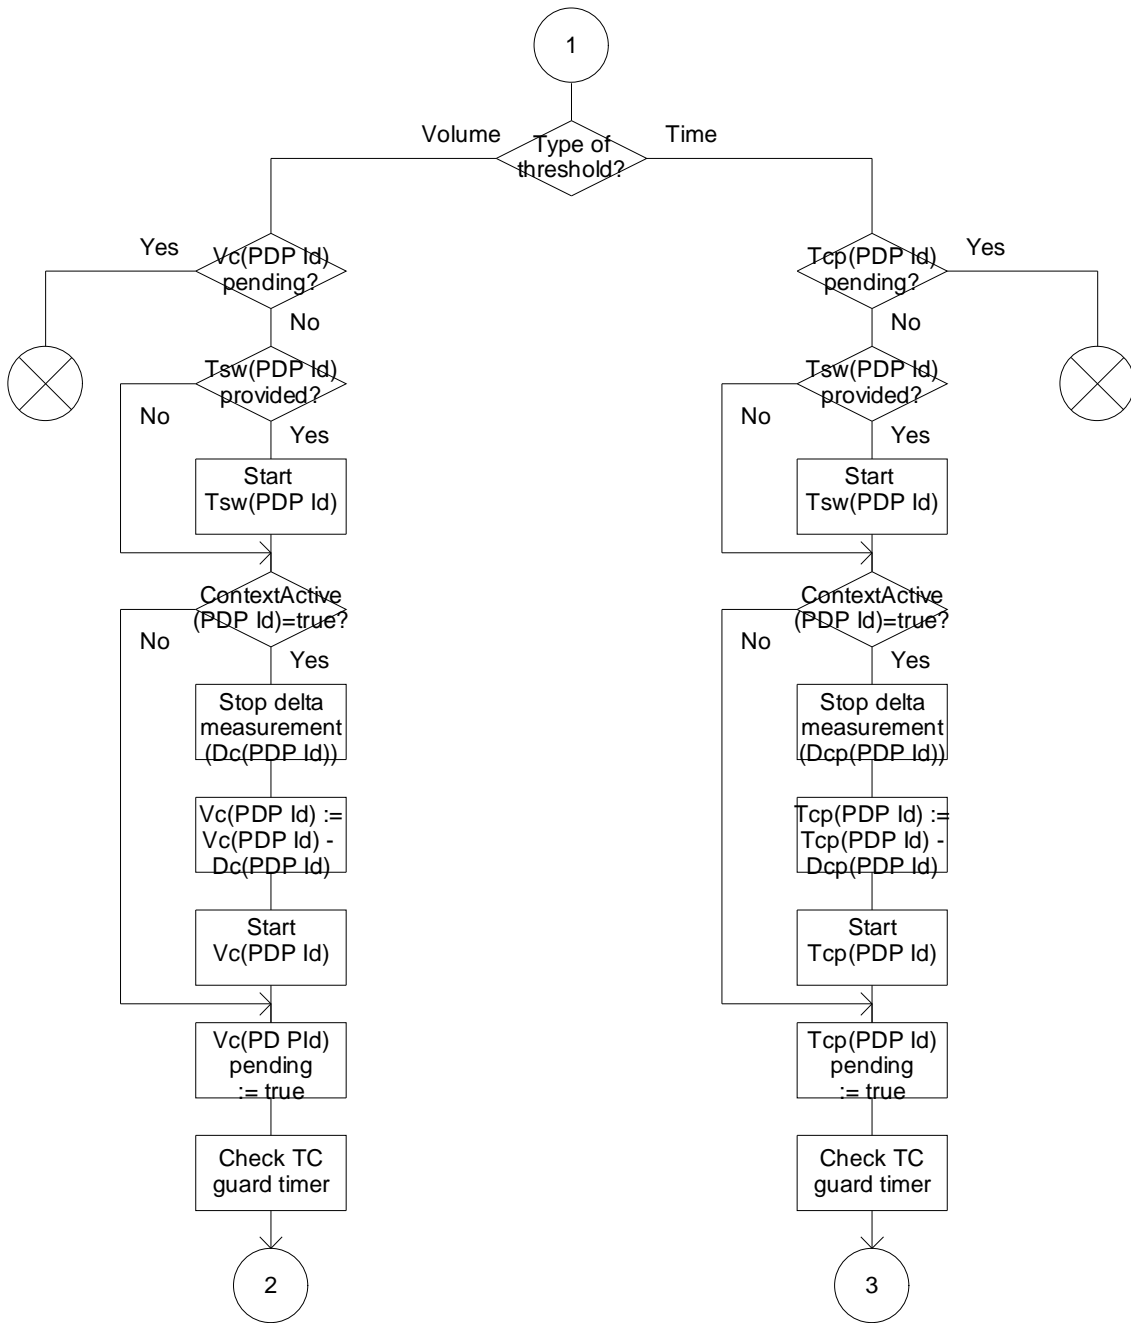 1
Volume
Time
Type of
threshold?
Yes
Vc(PDP Id)
pending?
No
Tcp(PDP Id)
pending?
Yes
No
Tsw(PDP Id)
provided?
No
Yes
Tsw(PDP Id)
provided?
No
Yes
Start
Tsw(PDP Id)
Start
Tsw(PDP Id)
ContextActive
(PDP Id)=true?
No
Yes
ContextActive
(PDP Id)=true?
No
Yes
Stop delta
measurement
(Dc(PDP Id))
Stop delta
measurement
(Dcp(PDP Id))
Vc(PDP Id) :=
Vc(PDP Id) -
Dc(PDP Id)
Tcp(PDP Id) :=
Tcp(PDP Id) -
Dcp(PDP Id)
Start
Vc(PDP Id)
Start
Tcp(PDP Id)
Vc(PD PId)
pending
:= true
Tcp(PDP Id)
pending
:= true
Check TC
guard timer
Check TC
guard timer
2
3